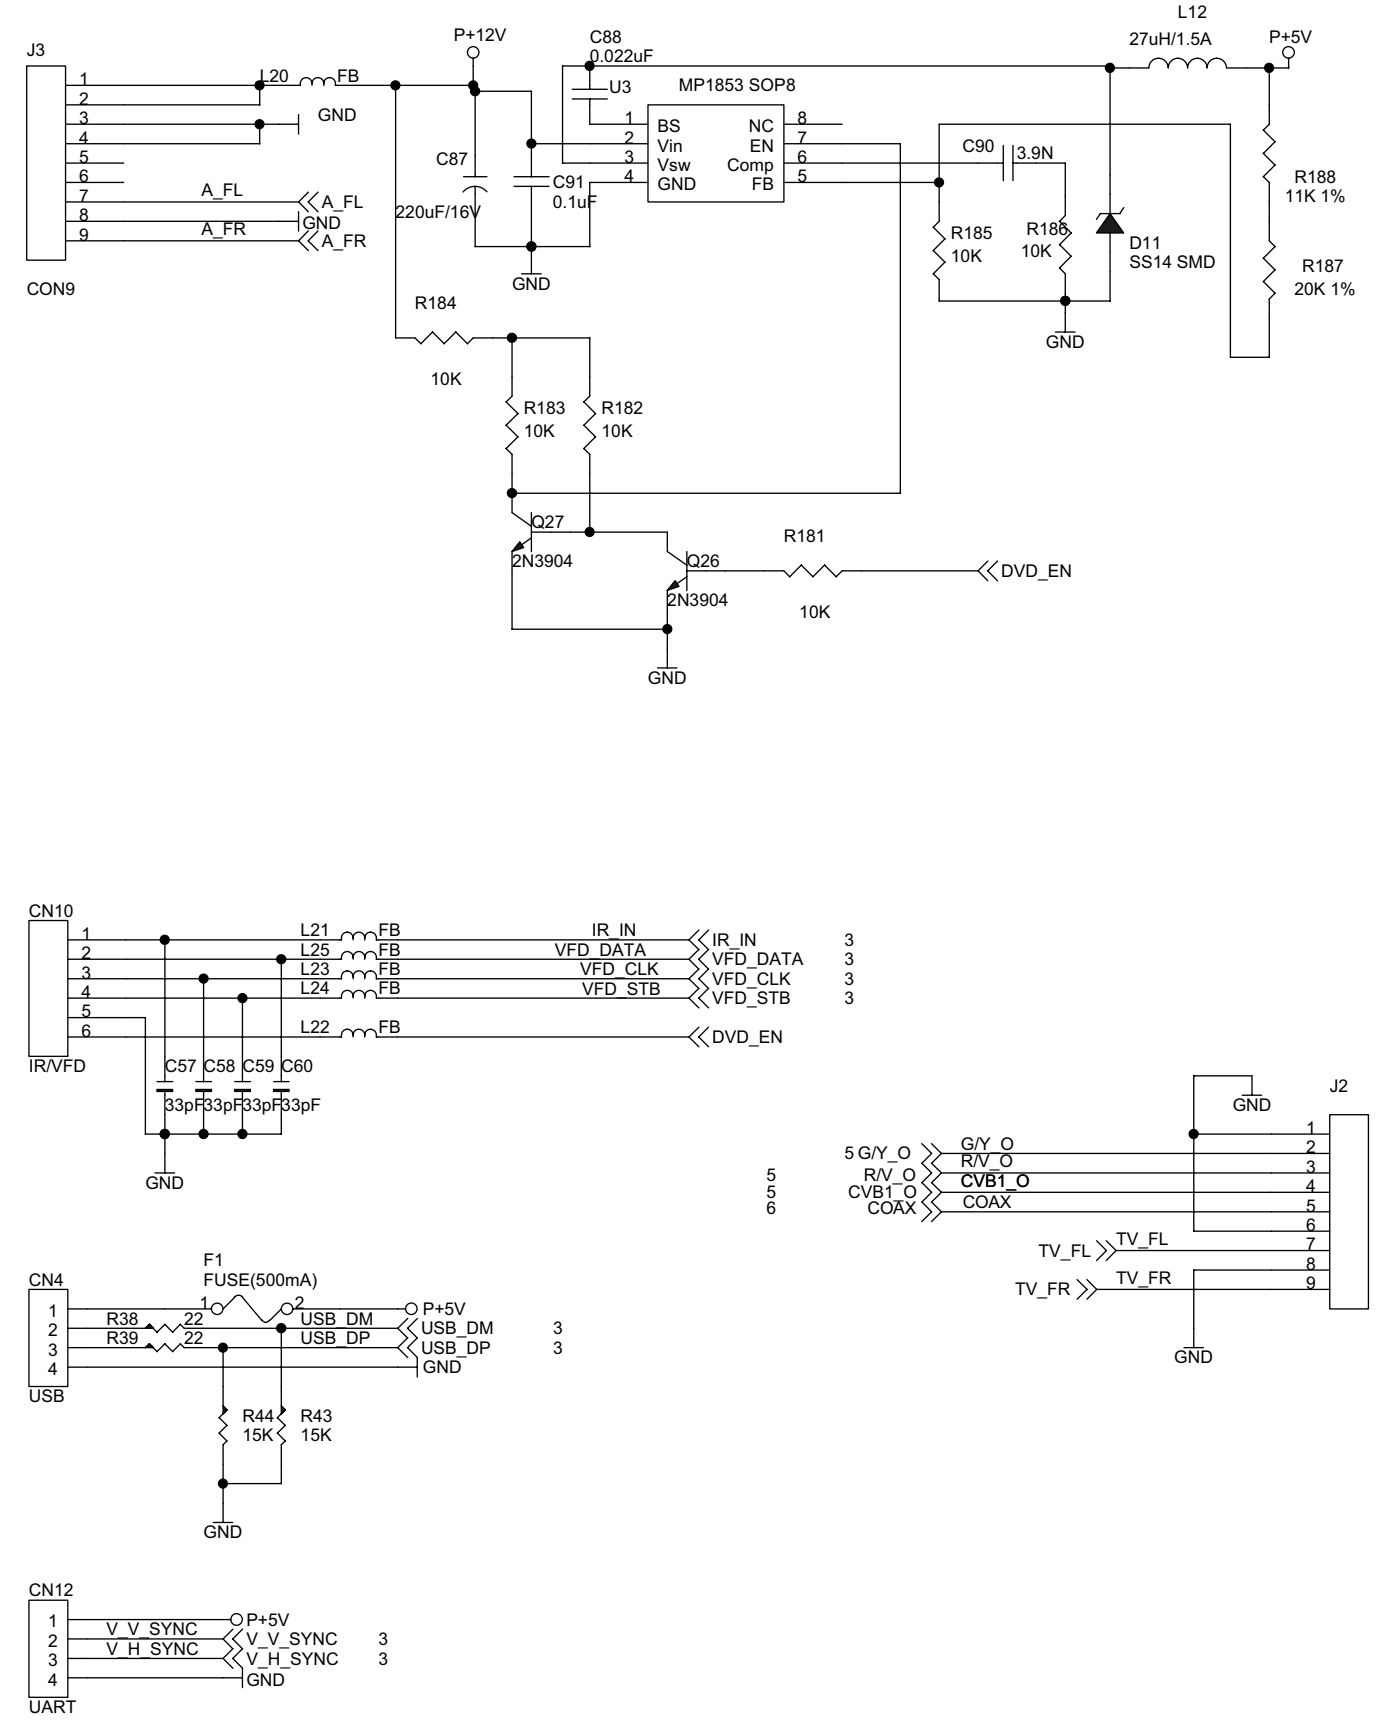 L12
27uH/1.5A
P+5V
P+12V
C88
0.022uF
J3
1
2
3
4
5
6
7
8
9
L20
FB
GND
A_FL
A_FL
GND
A_FR
A_FR
CON9
C87
220uF/16V
C91
0.1uF
GND
U3
MP1853 SOP8
1
2
3
4
BS
Vin
Vsw
GND
NC
EN
Comp
FB
8
7
6
5
C90
3.9N
R185
10K
R186
10K
D11
SS14 SMD
R188
11K 1%
R187
20K 1%
GND
R184
10K
R183
10K
R182
10K
Q27
2N3904
Q26
2N3904
R181
10K
DVD_EN
GND
CN10
1
2
3
4
5
6
IR/VFD
L21
FB
IR_IN
IR_IN
3
L25
FB
VFD_DATA
VFD_DATA
3
L23
FB
VFD_CLK
VFD_CLK
3
L24
FB
VFD_STB
VFD_STB
3
L22
FB
DVD_EN
C57
C58
C59
C60
33pF
33pF
33pF
33pF
GND
J2
GND
1
2
3
4
5
6
7
8
9
5 G/Y_O
G/Y_O
5
R/V_O
R/V_O
5
CVB1_O
CVB1_O
6
COAX
COAX
TV_FL
TV_FL
TV_FR
TV_FR
GND
F1
FUSE(500mA)
CN4
1
2
3
4
USB
1
2
P+5V
R38
22
USB_DM
USB_DM
3
R39
22
USB_DP
USB_DP
3
GND
R44
15K
R43
15K
GND
CN12
1
2
3
4
UART
P+5V
V_V_SYNC
V_V_SYNC
3
V_H_SYNC
V_H_SYNC
3
GND